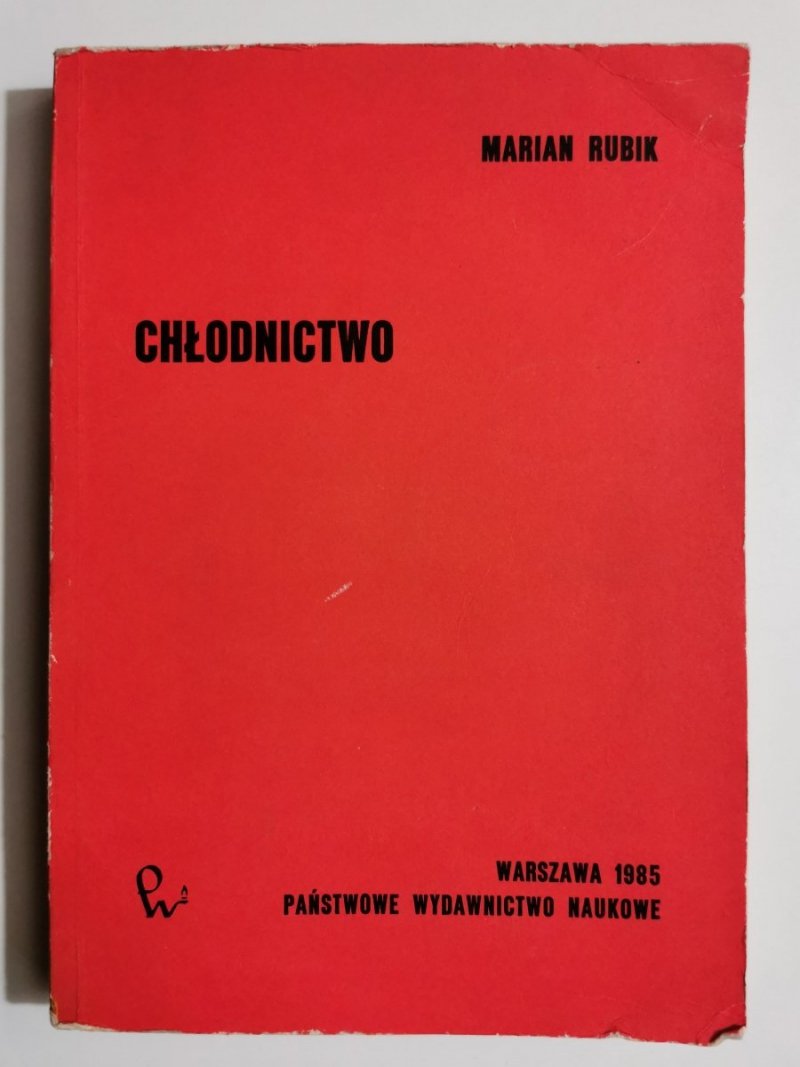 MARIAN RUBIK
CHŁODNICTWO
WARSZAWA 1985
PAŃSTWOWE WYDAWNICTWO NAUKOWE